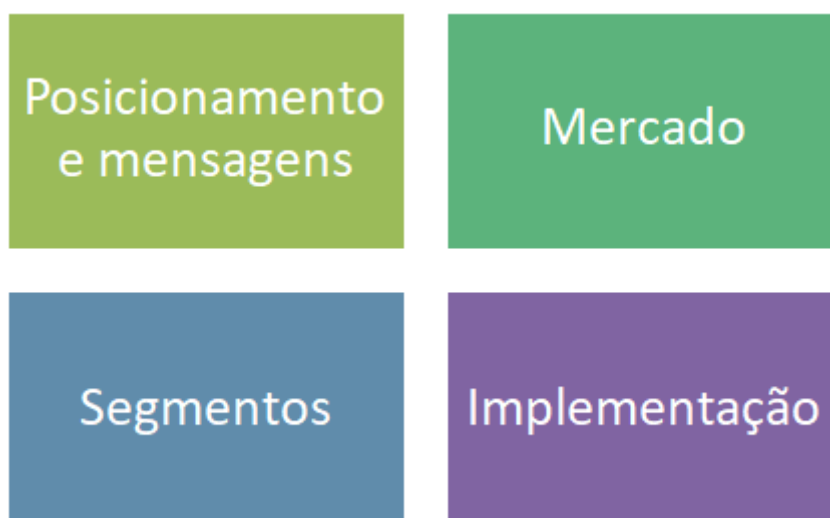 Posicionamento
e mensagens
Mercado
Segmentos
Implementação